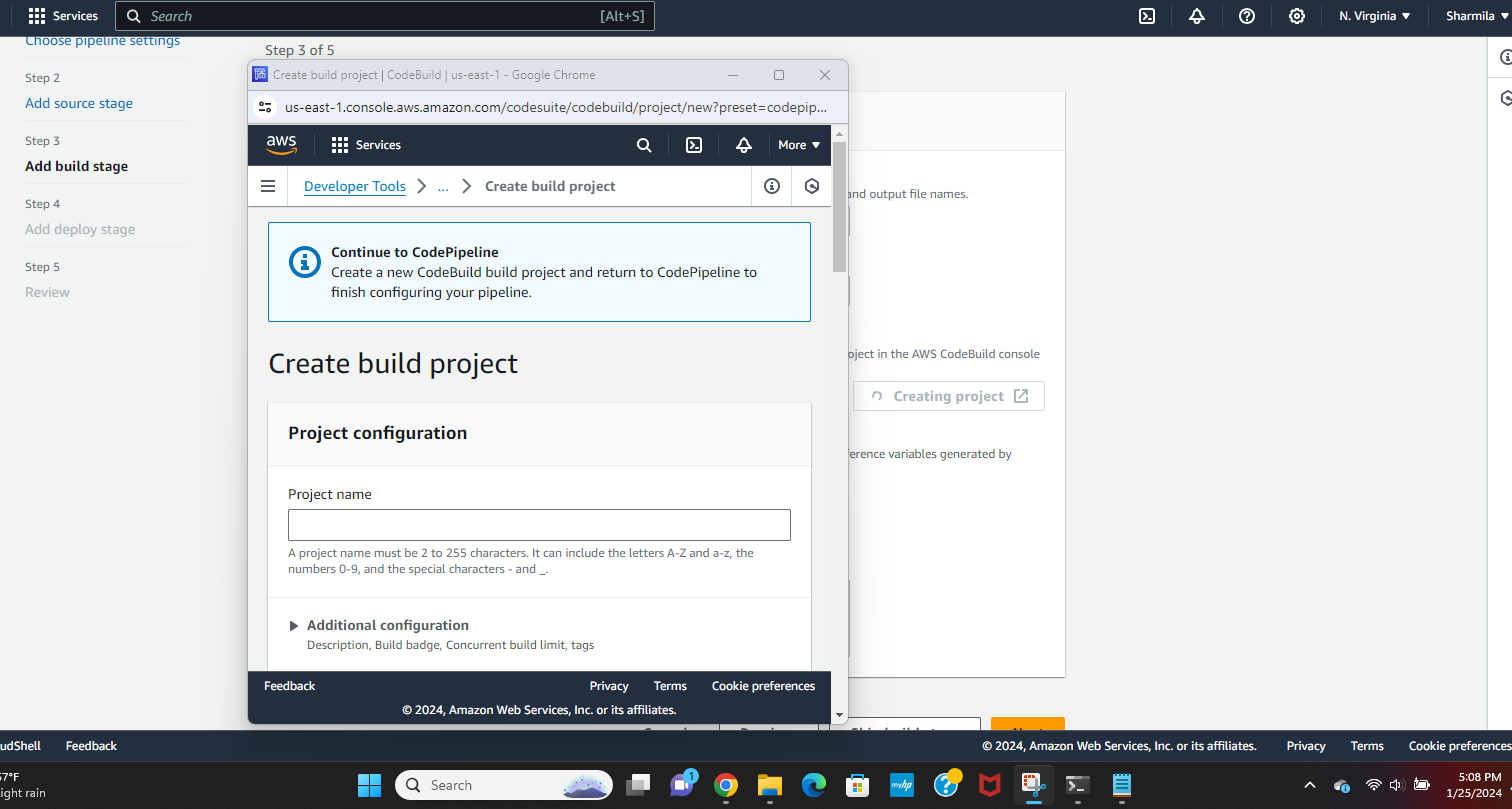 Services
Search
[Alt+S]
N. Virginia
Sharmila
Choose pipeline settings
Step 2
Add source stage
Step 3
Add build stage
Step 4
Add deploy stage
Step 5
Review
Step 3 of 5
Create build project | CodeBuild | us-east-1 - Google Chrome
us-east-1.console.aws.amazon.com/codesuite/codebuild/project/new?preset=codepip...
aws
Services
More
Developer Tools
...
Create build project
Continue to CodePipeline
Create a new CodeBuild build project and return to CodePipeline to
finish configuring your pipeline.
Create build project
Project configuration
Project name
A project name must be 2 to 255 characters. It can include the letters A-Z and a-z, the
numbers 0-9, and the special characters - and _.
Additional configuration
Description, Build badge, Concurrent build limit, tags
Feedback
Privacy
Terms
Cookie preferences
© 2024, Amazon Web Services, Inc. or its affiliates.
and output file names.
oject in the AWS CodeBuild console
Creating project
erence variables generated by
udShell
Feedback
© 2024, Amazon Web Services, Inc. or its affiliates.
Privacy
Terms
Cookie preferences
57°F
ight rain
Search
1
myhp
5:08 PM
1/25/2024